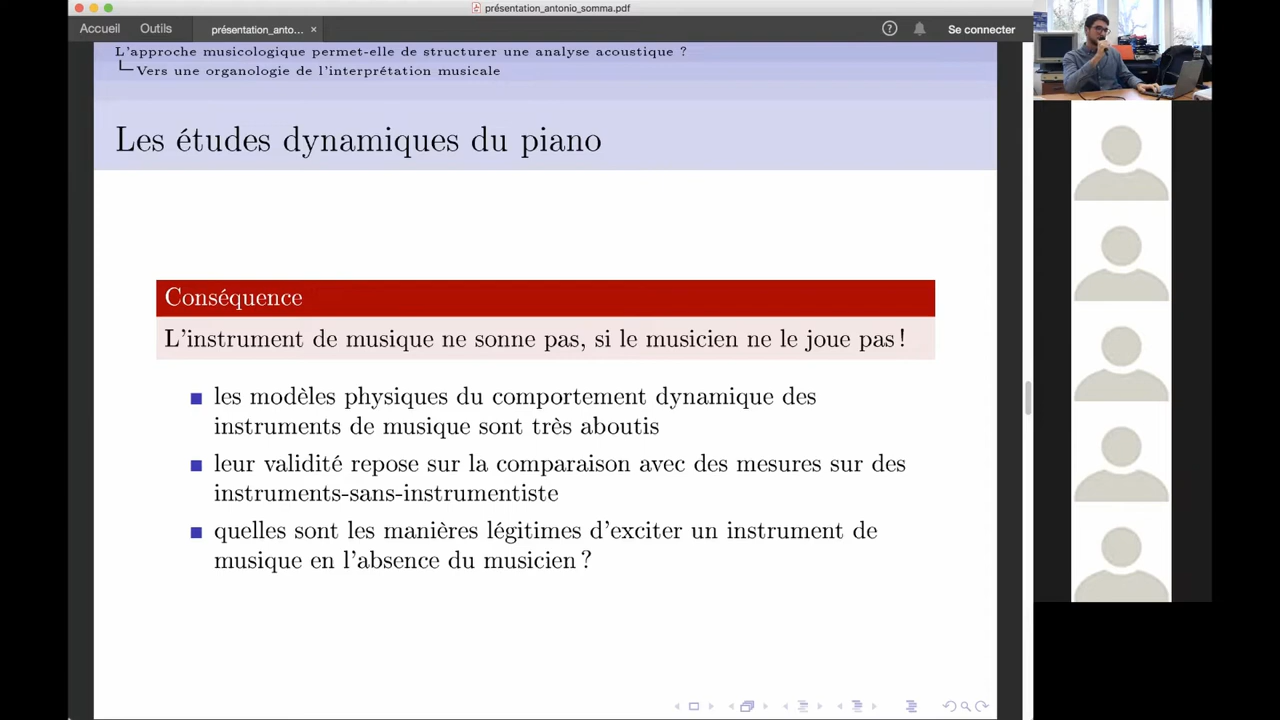 présentation_antonio_somma.pdf
Accueil
Outils
présentation_anto... ×
Se connecter
L'approche musicologique permet-elle de structurer une analyse acoustique ?
Vers une organologie de l'interprétation musicale
Les études dynamiques du piano
Conséquence
L'instrument de musique ne sonne pas, si le musicien ne le joue pas !
les modèles physiques du comportement dynamique des
instruments de musique sont très aboutis
leur validité repose sur la comparaison avec des mesures sur des
instruments-sans-instrumentiste
quelles sont les manières légitimes d'exciter un instrument de
musique en l'absence du musicien ?